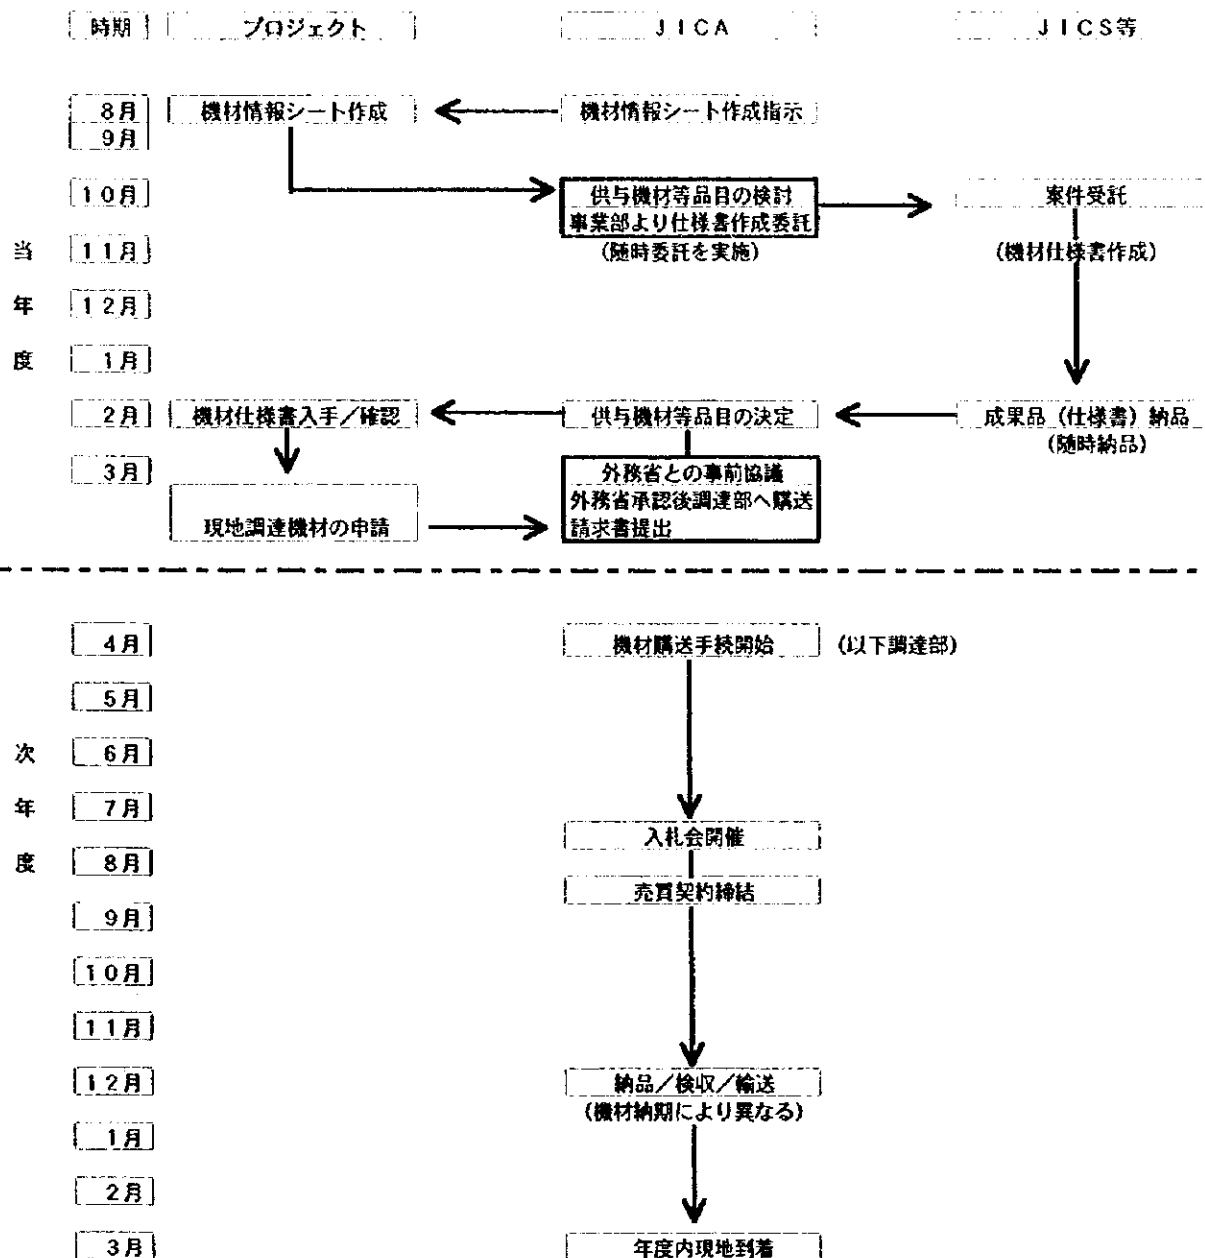 時期 プロジェクト JICA JICS等
8月 機材情報シート作成 機材情報シート作成指示
9月
10月 供与機材等品目の検討 案件受託
事業部より仕様書作成委託
当 11月 (随時委託を実施) (機材仕様書作成)
年 12月
度 1月
2月 機材仕様書入手/確認 供与機材等品目の決定 成果品(仕様書)納品
(随時納品)
3月 外務省との事前協議
外務省承認後調達部へ購送
現地調達機材の申請 請求書提出
4月 機材購送手続開始 (以下調達部)
5月
次 6月
年 7月
入札会開催
度 8月
売買契約締結
9月
10月
11月
12月 納品/検収/輸送
(機材納期により異なる)
1月
2月
3月 年度内現地到着